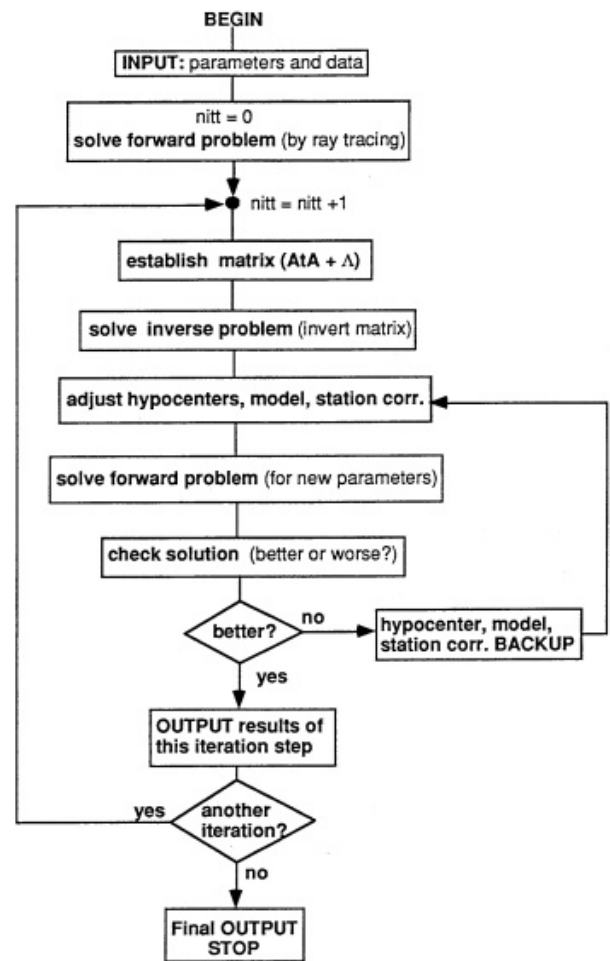 BEGIN
INPUT: parameters and data
nitt = 0
solve forward problem (by ray tracing)
nitt = nitt +1
establish matrix (AtA + Λ)
solve inverse problem (invert matrix)
adjust hypocenters, model, station corr.
solve forward problem (for new parameters)
check solution (better or worse?)
better?
no
hypocenter, model,
station corr. BACKUP
yes
OUTPUT results of
this iteration step
yes
another
iteration?
no
Final OUTPUT
STOP